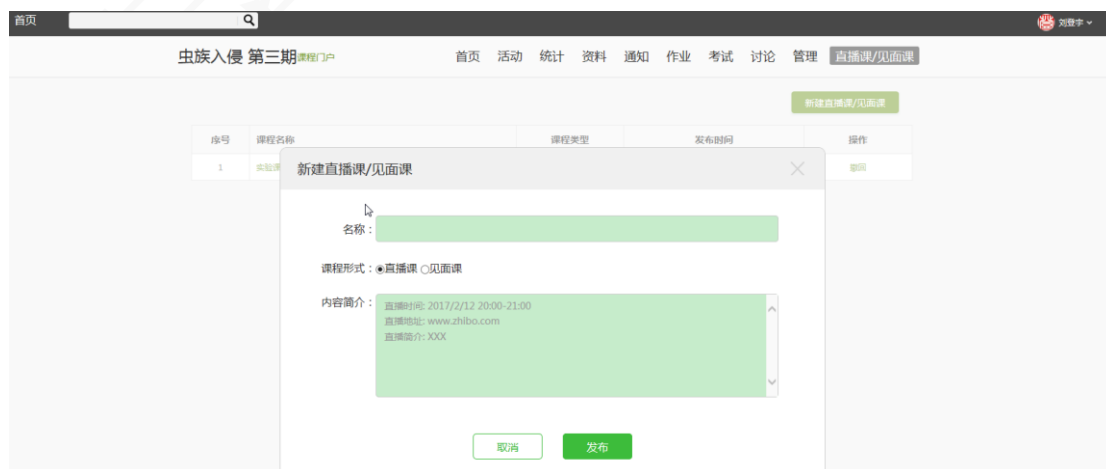 首页 刘登宇
虫族入侵 第三期 课程门户 首页 活动 统计 资料 通知 作业 考试 讨论 管理 直播课/见面课
新建直播课/见面课
序号 课程名称 课程类型 发布时间 操作
1 撤回
新建直播课/见面课
名称：
课程形式： 直播课 见面课
内容简介：
直播时间: 2017/2/12 20:00-21:00
直播地址: www.zhibo.com
直播简介: XXX
取消 发布